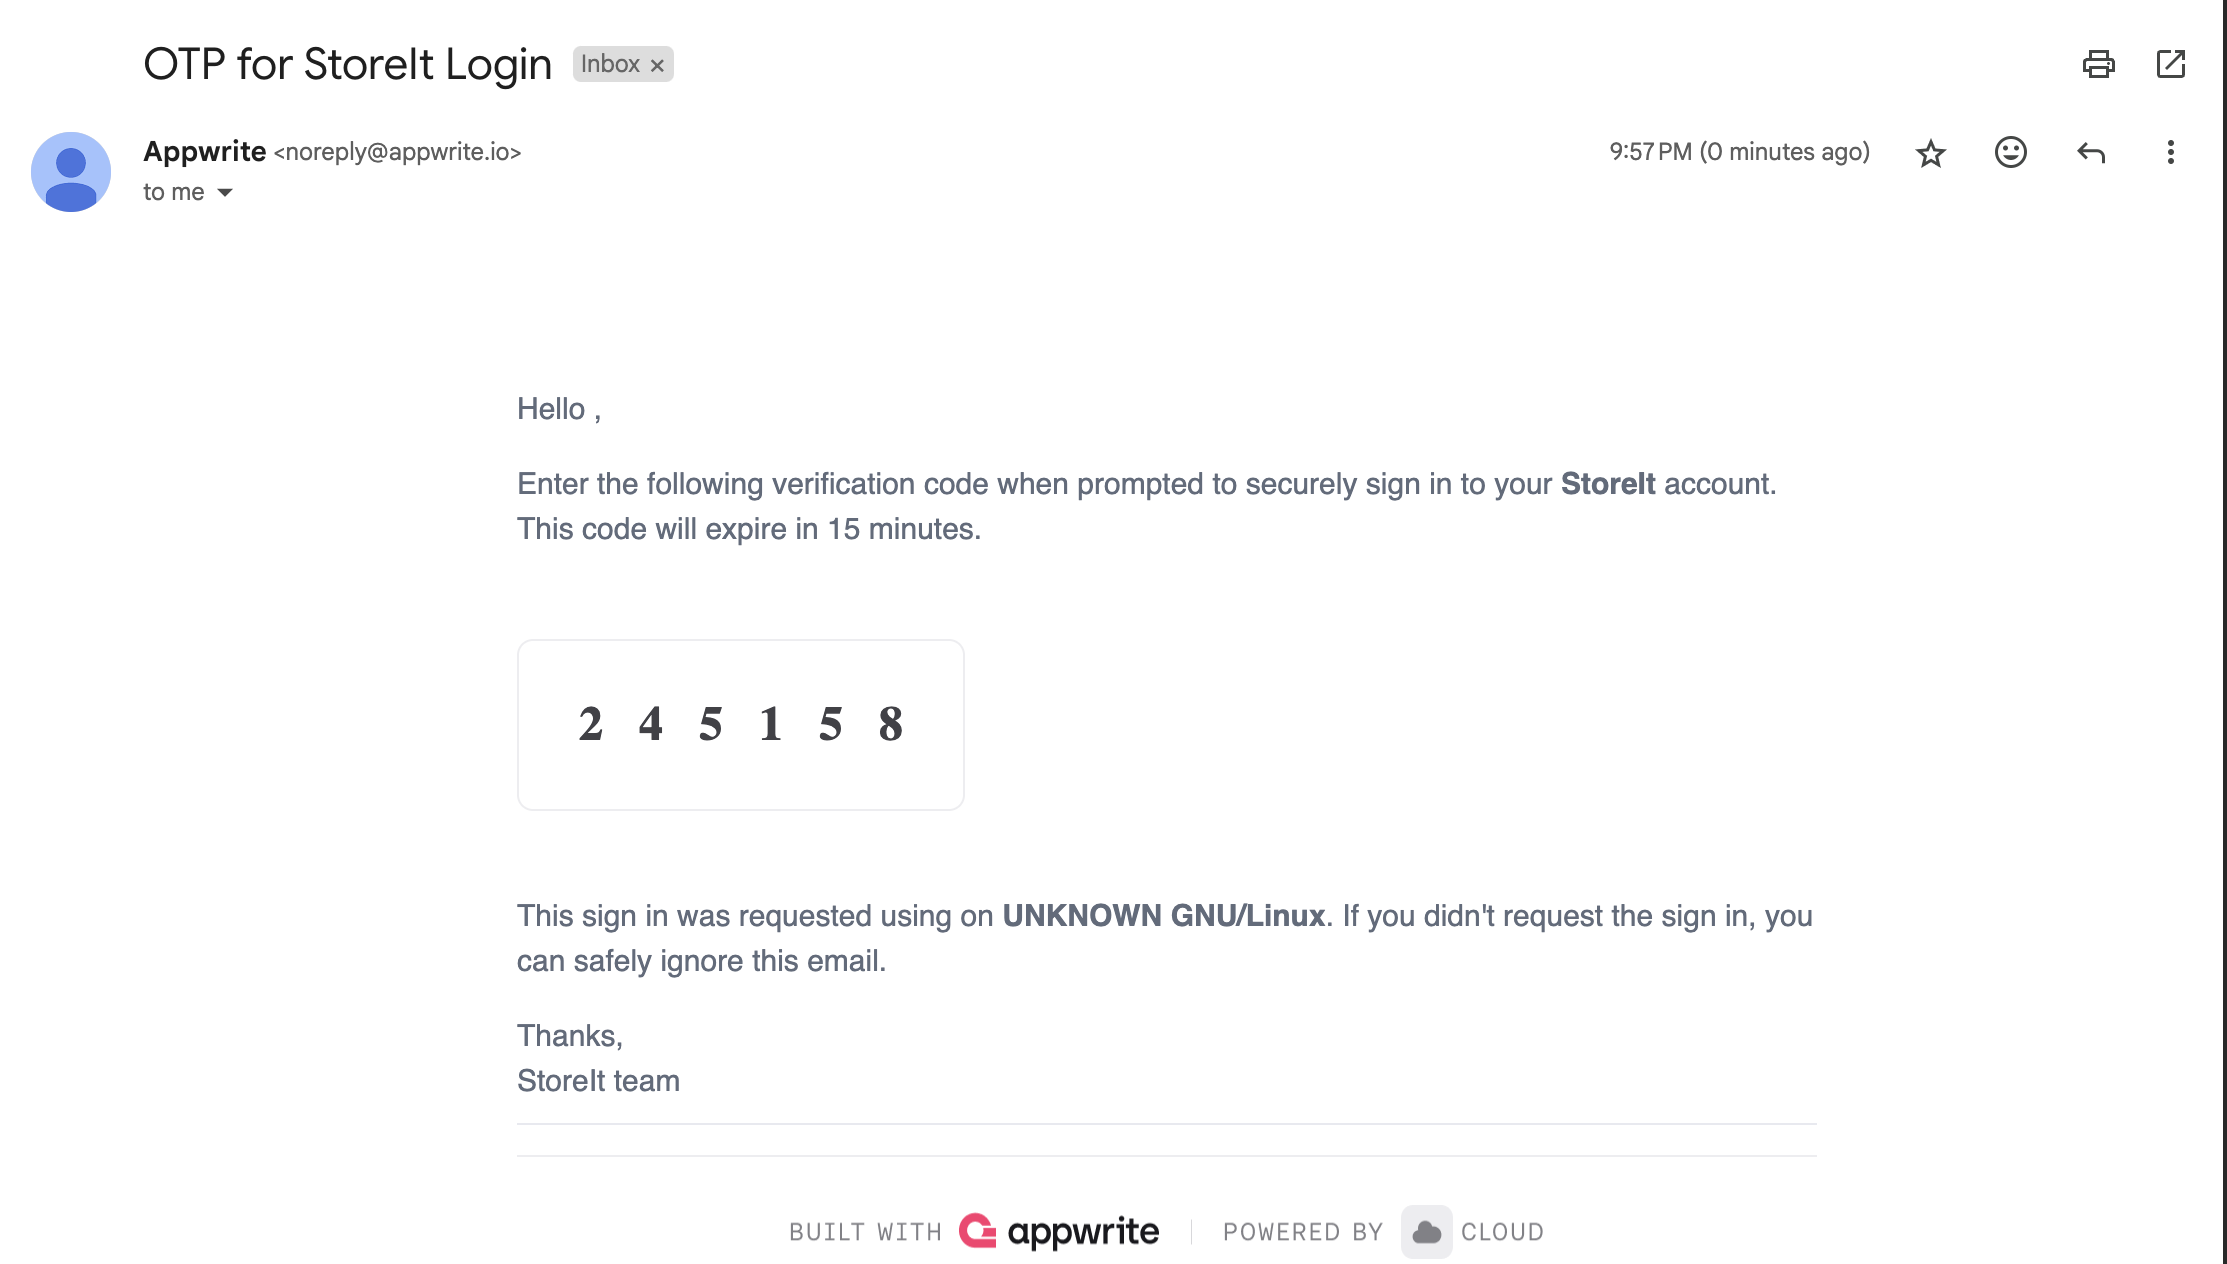 OTP for StoreIt Login Inbox ×
Appwrite <noreply@appwrite.io> 9:57 PM (0 minutes ago)
to me
Hello ,
Enter the following verification code when prompted to securely sign in to your StoreIt account.
This code will expire in 15 minutes.
2 4 5 1 5 8
This sign in was requested using on UNKNOWN GNU/Linux. If you didn't request the sign in, you
can safely ignore this email.
Thanks,
StoreIt team
BUILT WITH appwrite POWERED BY CLOUD